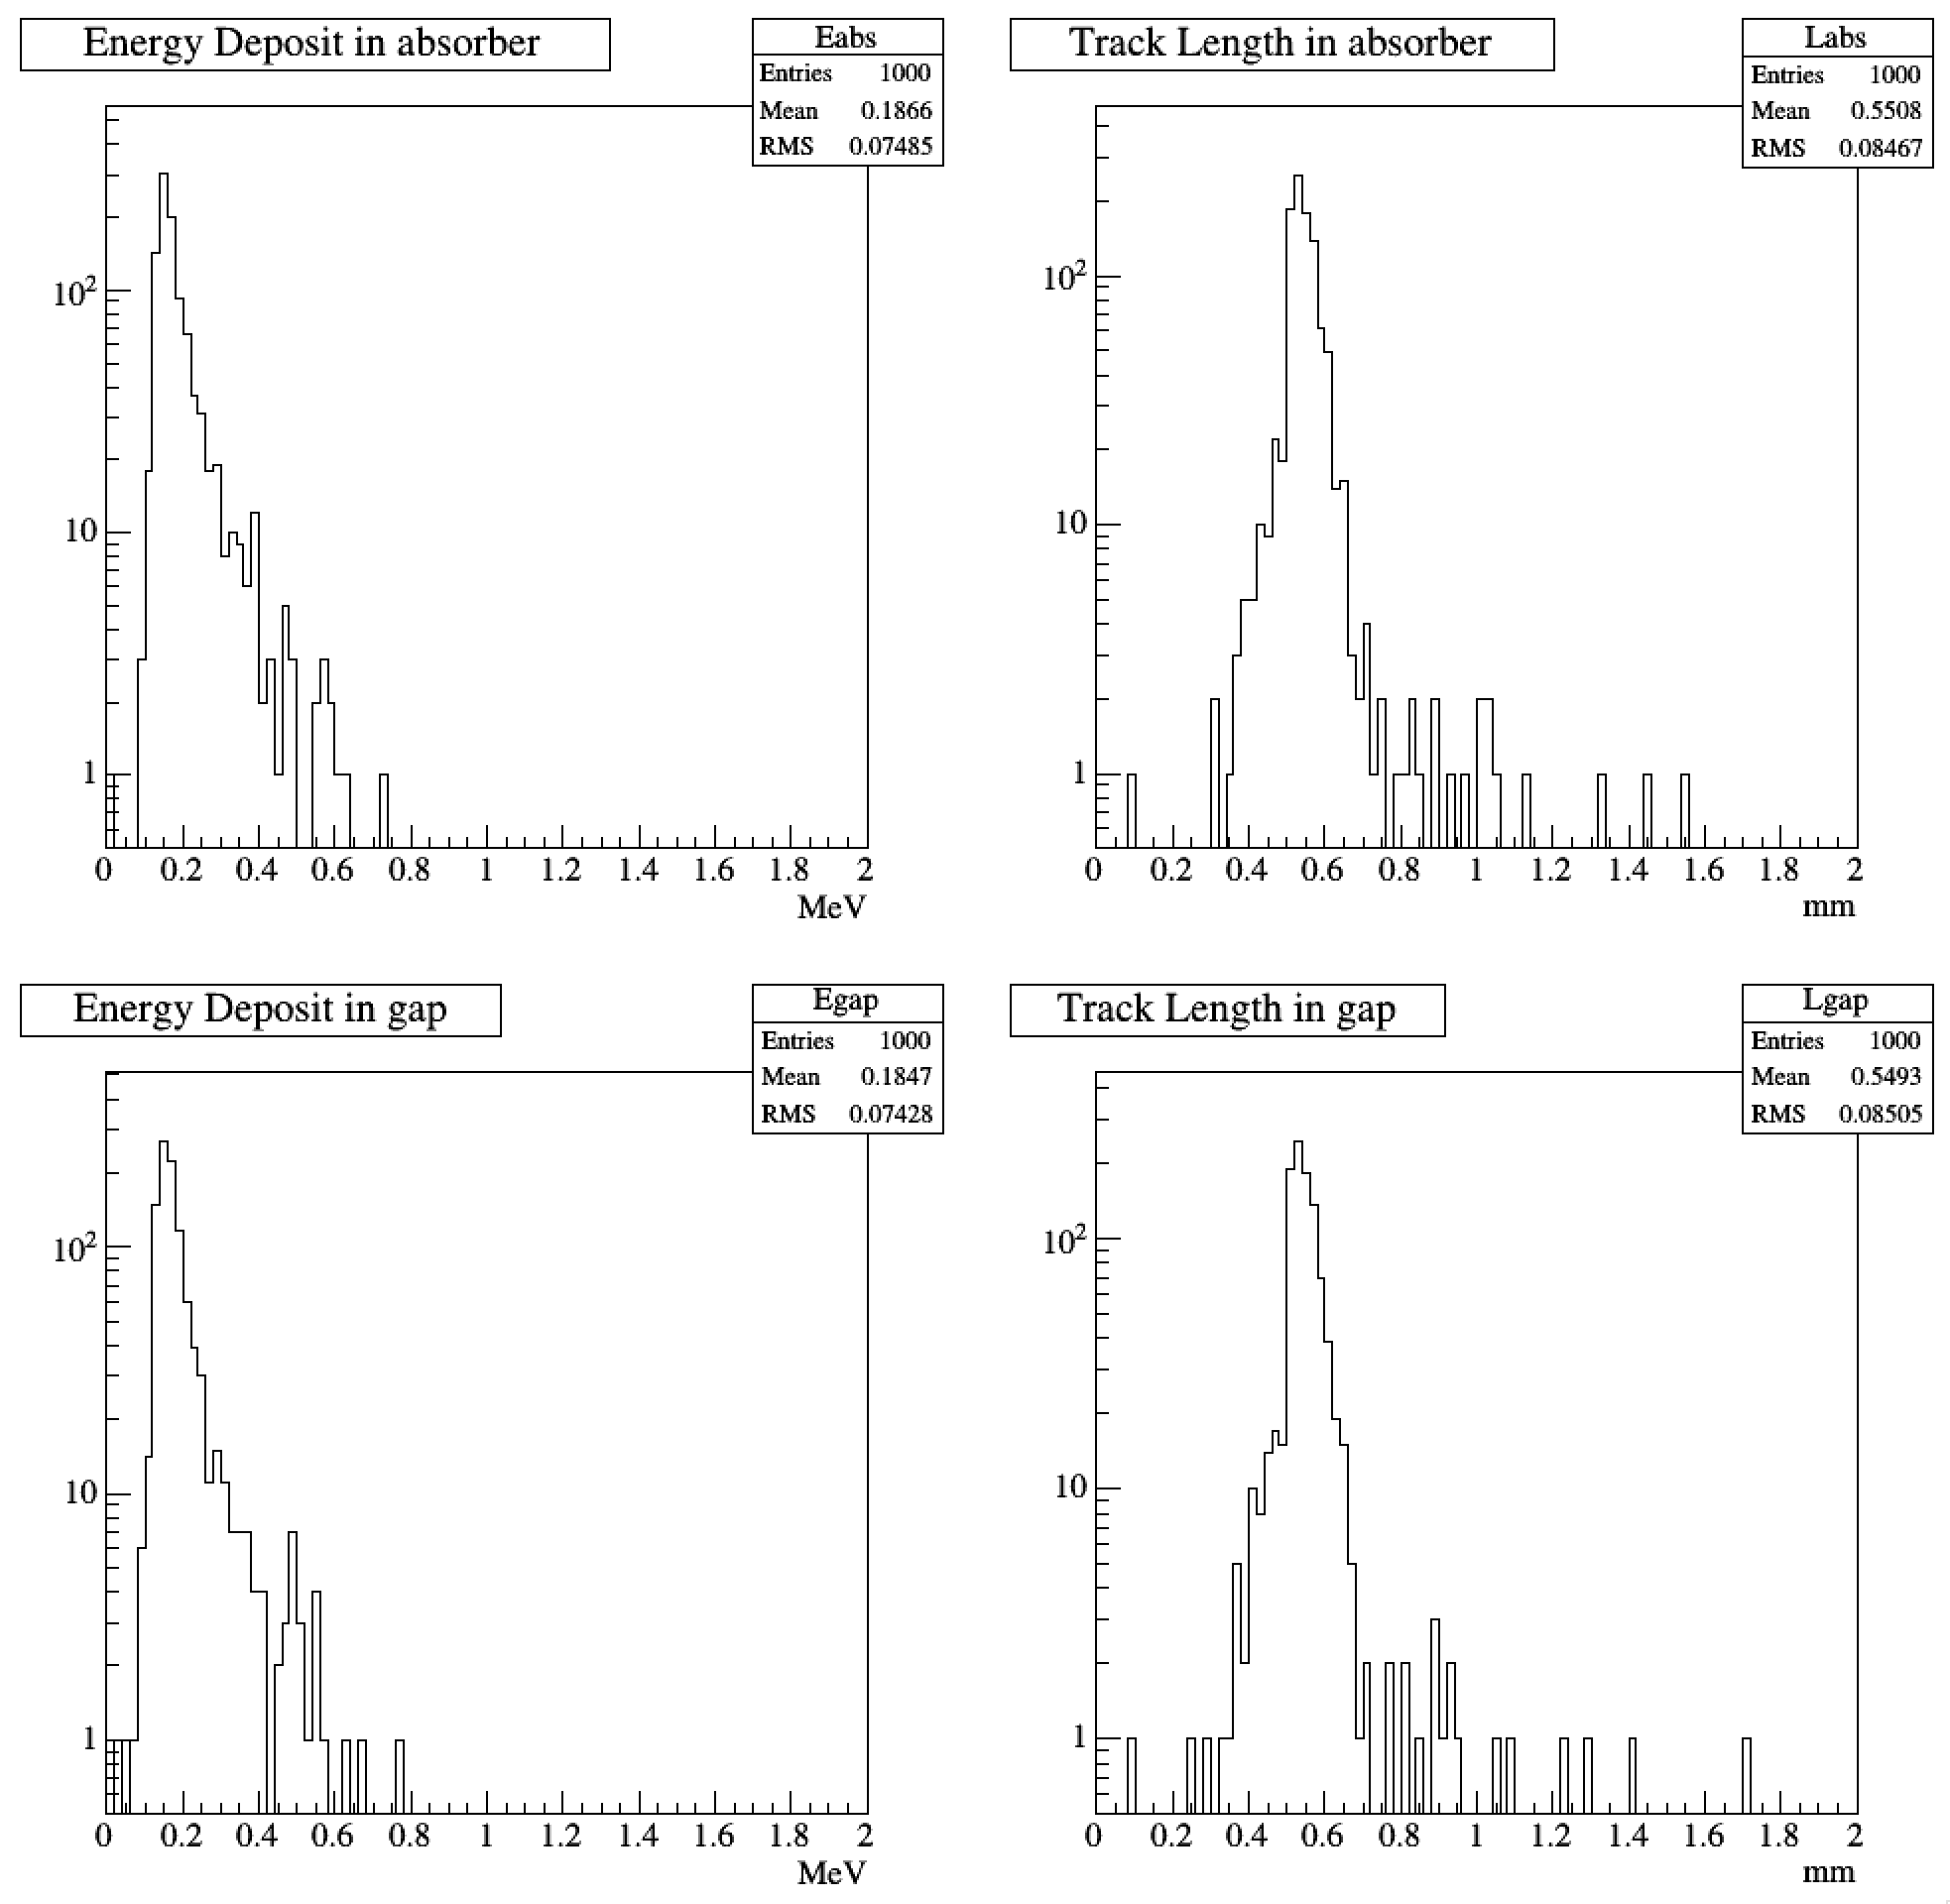 Energy Deposit in absorber
Eabs
Entries 1000
Mean 0.1866
RMS 0.07485
10²
10
1
0 0.2 0.4 0.6 0.8 1 1.2 1.4 1.6 1.8 2
MeV
Track Length in absorber
Labs
Entries 1000
Mean 0.5508
RMS 0.08467
10²
10
1
0 0.2 0.4 0.6 0.8 1 1.2 1.4 1.6 1.8 2
mm
Energy Deposit in gap
Egap
Entries 1000
Mean 0.1847
RMS 0.07428
10²
10
1
0 0.2 0.4 0.6 0.8 1 1.2 1.4 1.6 1.8 2
MeV
Track Length in gap
Lgap
Entries 1000
Mean 0.5493
RMS 0.08505
10²
10
1
0 0.2 0.4 0.6 0.8 1 1.2 1.4 1.6 1.8 2
mm